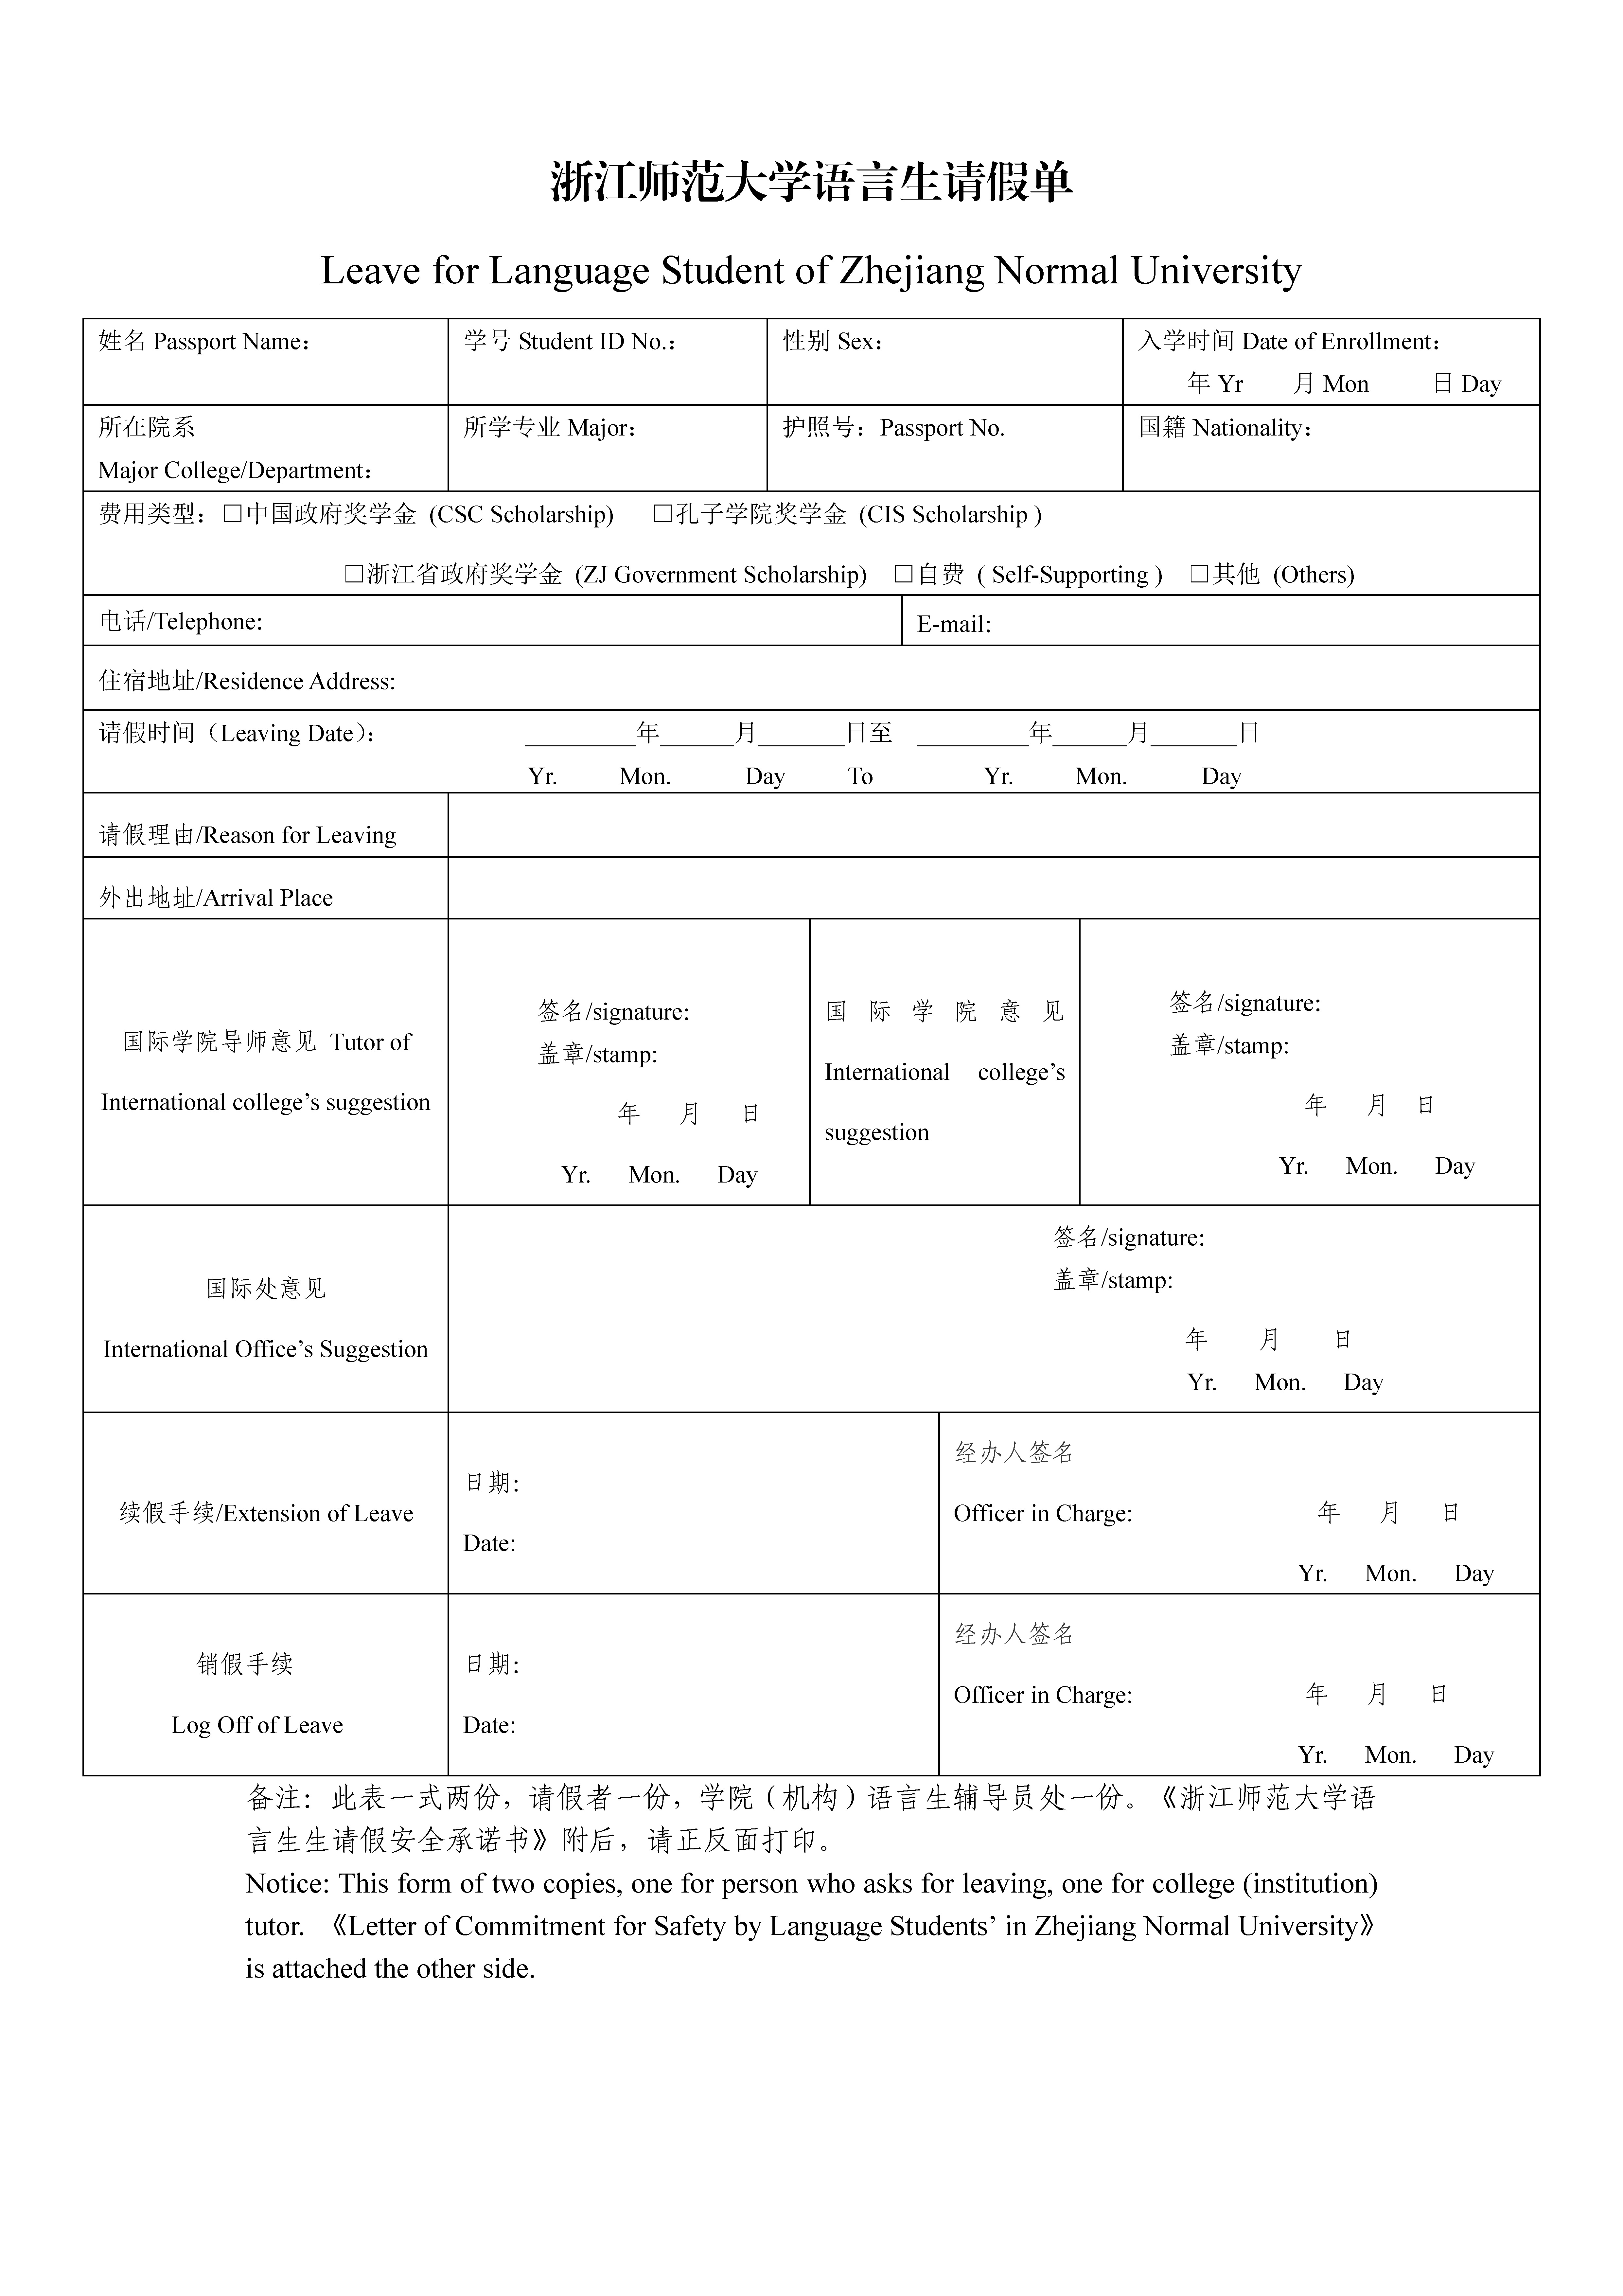 浙江师范大学语言生请假单
Leave for Language Student of Zhejiang Normal University
姓名 Passport Name：
学号 Student ID No.：
性别 Sex：
入学时间 Date of Enrollment：
年 Yr 月 Mon 日 Day
所在院系
Major College/Department：
所学专业 Major：
护照号：Passport No.
国籍 Nationality：
费用类型：□中国政府奖学金 (CSC Scholarship) □孔子学院奖学金 (CIS Scholarship )
□浙江省政府奖学金 (ZJ Government Scholarship) □自费 ( Self-Supporting ) □其他 (Others)
电话/Telephone:
E-mail:
住宿地址/Residence Address:
请假时间（Leaving Date）： _________年______月_______日至 _________年______月_______日
Yr. Mon. Day To Yr. Mon. Day
请假理由/Reason for Leaving
外出地址/Arrival Place
国际学院导师意见 Tutor of
International college’s suggestion
签名/signature:
盖章/stamp:
年 月 日
Yr. Mon. Day
国际学院意见
International college’s
suggestion
签名/signature:
盖章/stamp:
年 月 日
Yr. Mon. Day
国际处意见
International Office’s Suggestion
签名/signature:
盖章/stamp:
年 月 日
Yr. Mon. Day
续假手续/Extension of Leave
日期:
Date:
经办人签名
Officer in Charge: 年 月 日
Yr. Mon. Day
销假手续
Log Off of Leave
日期:
Date:
经办人签名
Officer in Charge: 年 月 日
Yr. Mon. Day
备注：此表一式两份，请假者一份，学院（机构）语言生辅导员处一份。《浙江师范大学语
言生生请假安全承诺书》附后，请正反面打印。
Notice: This form of two copies, one for person who asks for leaving, one for college (institution)
tutor. 《Letter of Commitment for Safety by Language Students’ in Zhejiang Normal University》
is attached the other side.